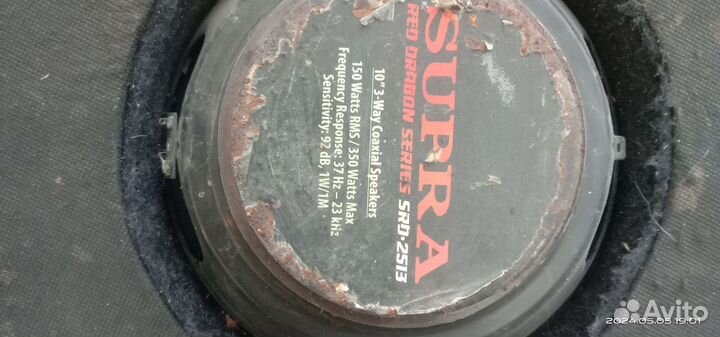 SUPRA
RED DRAGON SERIES SRD-2513
10" 3-Way Coaxial Speakers
150 Watts RMS / 350 Watts Max
Frequency Response: 37 Hz – 23 kHz
Sensitivity: 92 dB, 1W/1M
Avito
2024.05.05 19:01